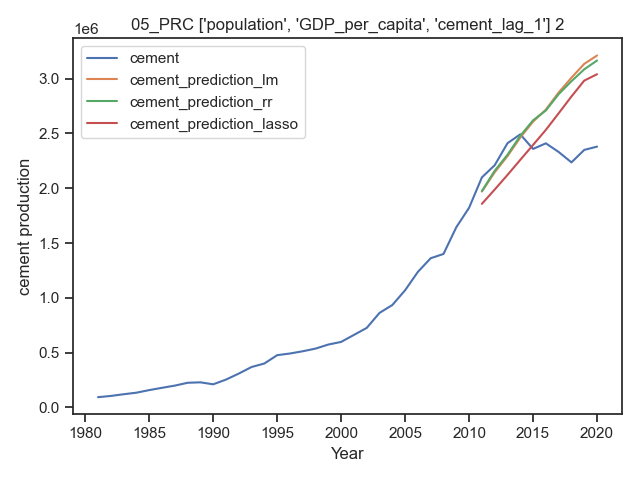 05_PRC ['population', 'GDP_per_capita', 'cement_lag_1'] 2
1e6
cement
cement_prediction_lm
cement_prediction_rr
cement_prediction_lasso
3.0
2.5
2.0
1.5
1.0
0.5
0.0
cement production
1980 1985 1990 1995 2000 2005 2010 2015 2020
Year